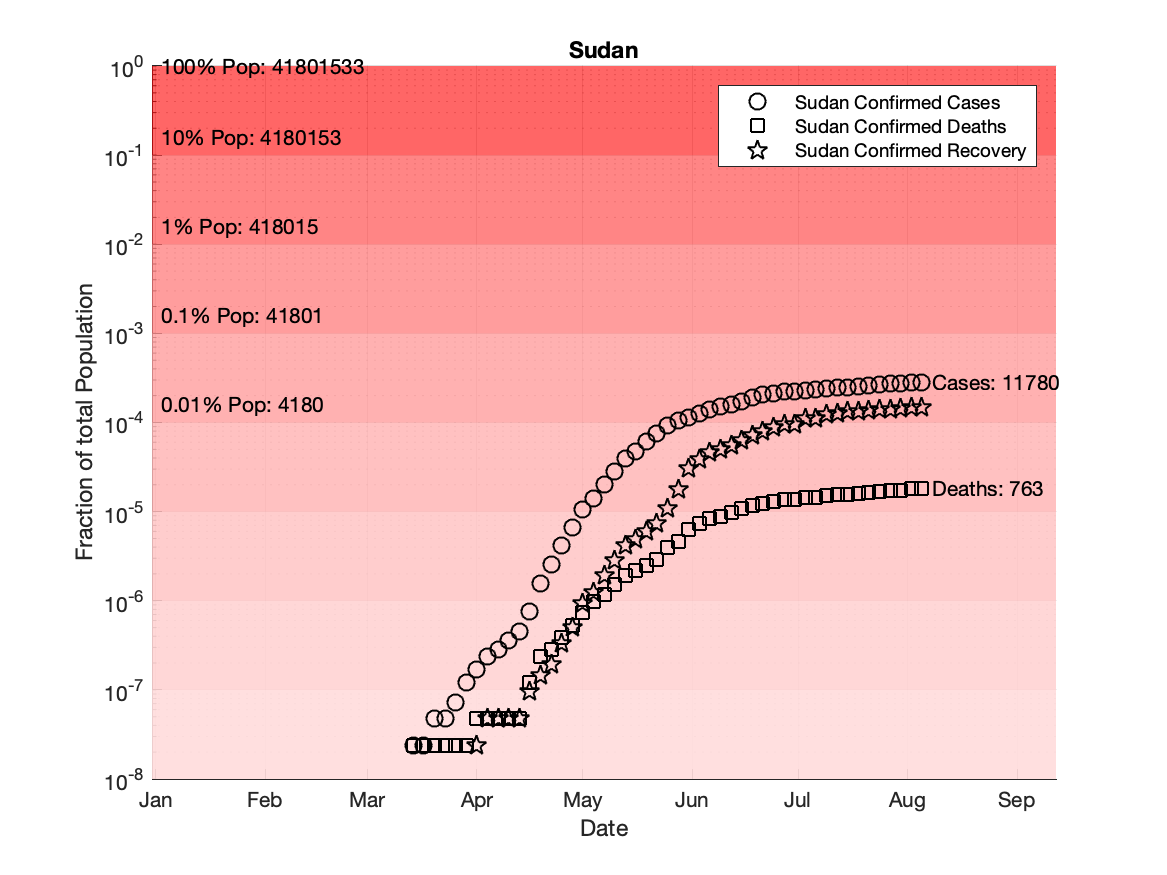 Sudan
10^0
100% Pop: 41801533
Sudan Confirmed Cases
Sudan Confirmed Deaths
Sudan Confirmed Recovery
10% Pop: 4180153
10^-1
1% Pop: 418015
10^-2
0.1% Pop: 41801
10^-3
Cases: 11780
0.01% Pop: 4180
10^-4
Deaths: 763
10^-5
10^-6
10^-7
10^-8
Fraction of total Population
Jan Feb Mar Apr May Jun Jul Aug Sep
Date